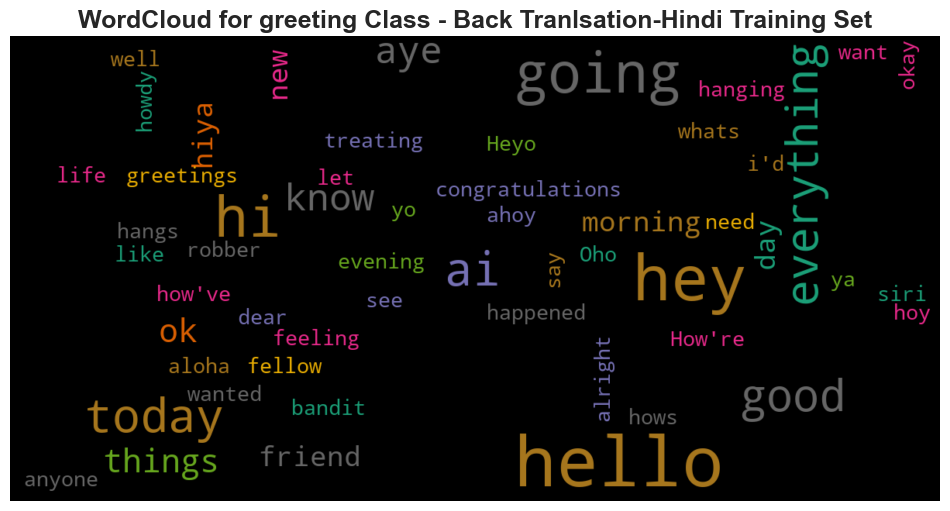 WordCloud for greeting Class - Back Tranlsation-Hindi Training Set
well
howdy
new
aye
going
everything
want
okay
hanging
hiya
treating
Heyo
whats
i'd
life
greetings
let
know
congratulations
hi
yo
ahoy
morning
need
day
hangs
like
robber
evening
ai
say
Oho
hey
ya
siri
how've
see
happened
hoy
dear
ok
feeling
How're
aloha
fellow
alright
wanted
today
bandit
hows
good
things
friend
hello
anyone